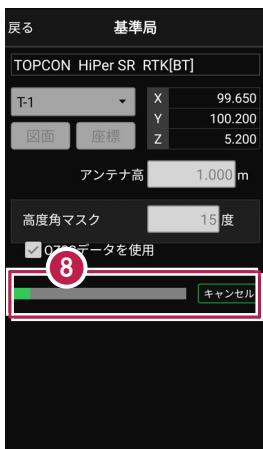 戻る 基準局
TOPCON HiPer SR RTK[BT]
T-1 X 99.650
Y 100.200
図面 座標 Z 5.200
アンテナ高 1.000 m
高度角マスク 15 度
データを使用
8
キャンセル